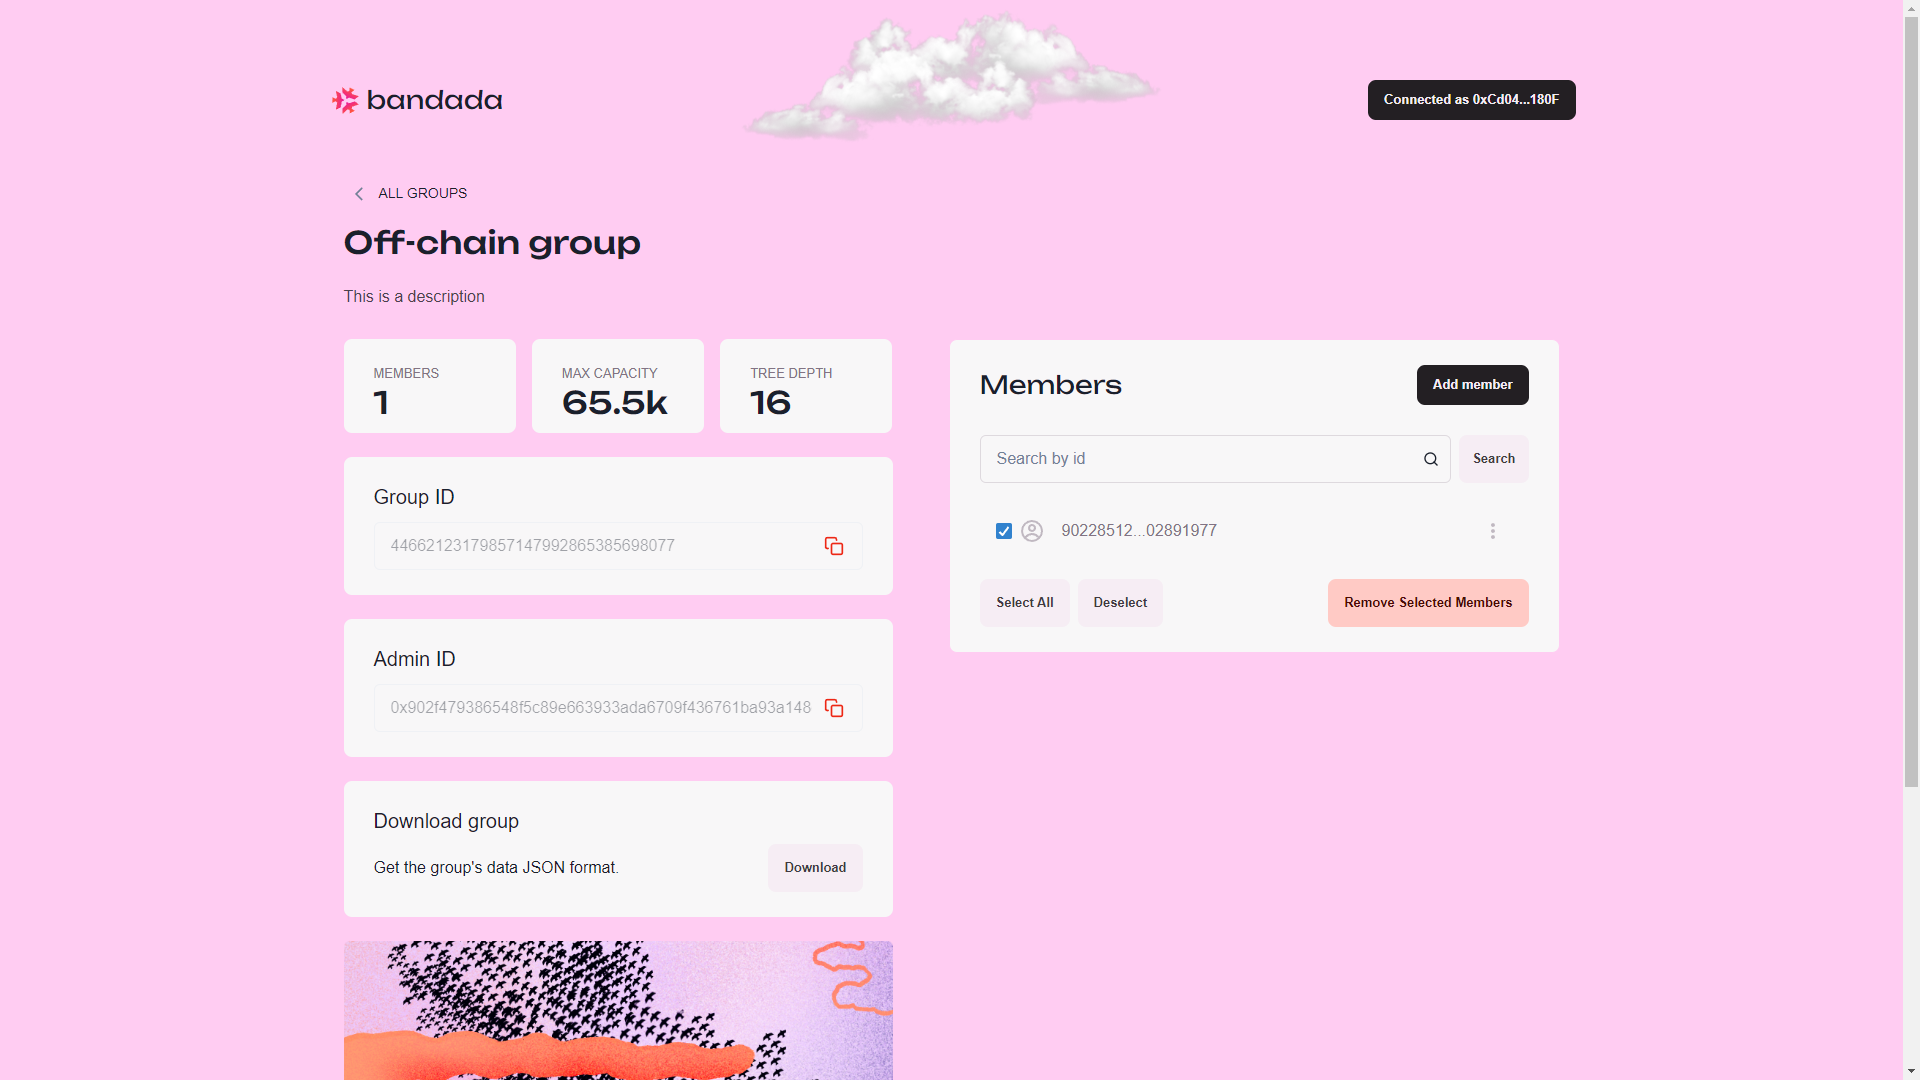 bandada
Connected as 0xCd04...180F
ALL GROUPS
Off-chain group
This is a description
MEMBERS
1
MAX CAPACITY
65.5k
TREE DEPTH
16
Group ID
44662123179857147992865385698077
Admin ID
0x902f479386548f5c89e663933ada6709f436761ba93a148
Download group
Get the group's data JSON format.
Download
Members
Add member
Search by id
Search
90228512...02891977
Select All
Deselect
Remove Selected Members